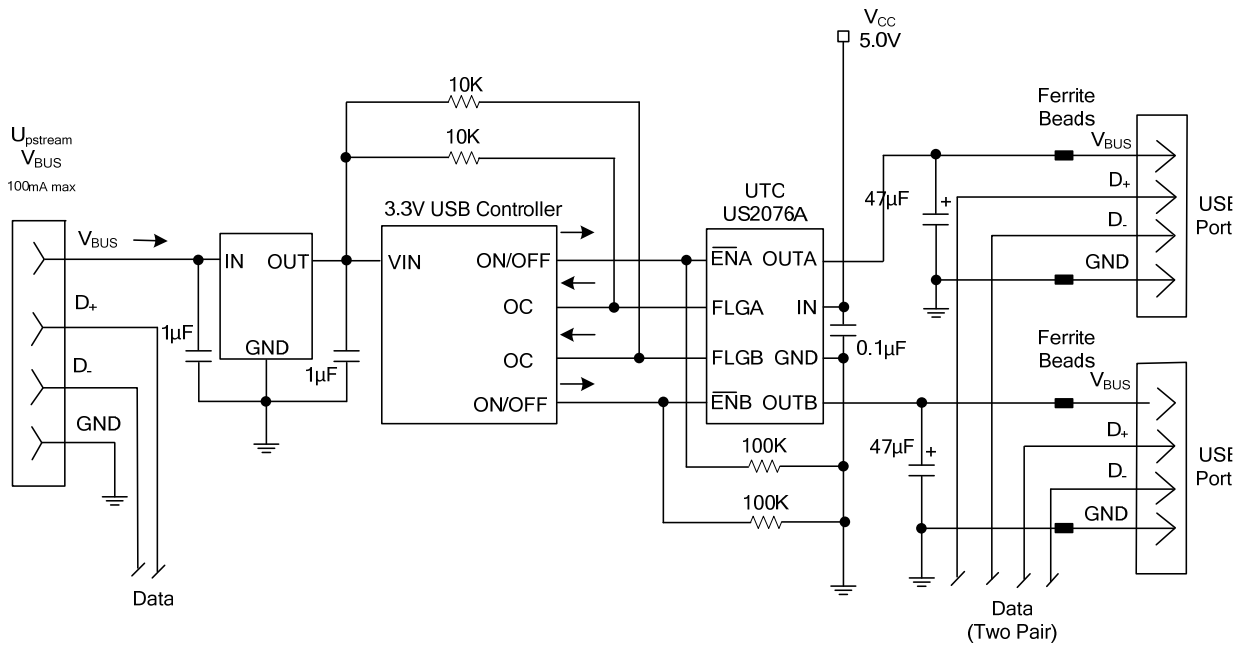 Upstream
VBUS
100mA max
VBUS
D+
D-
GND
Data
1µF
IN
OUT
GND
1µF
10K
10K
3.3V USB Controller
VIN
ON/OFF
OC
OC
ON/OFF
UTC
US2076A
ENA
OUTA
FLGA
IN
FLGB
GND
ENB
OUTB
VCC
5.0V
0.1µF
100K
100K
47µF
+
47µF
+
Ferrite
Beads
VBUS
D+
D-
GND
USB
Port
Ferrite
Beads
VBUS
D+
D-
GND
USB
Port
Data
(Two Pair)